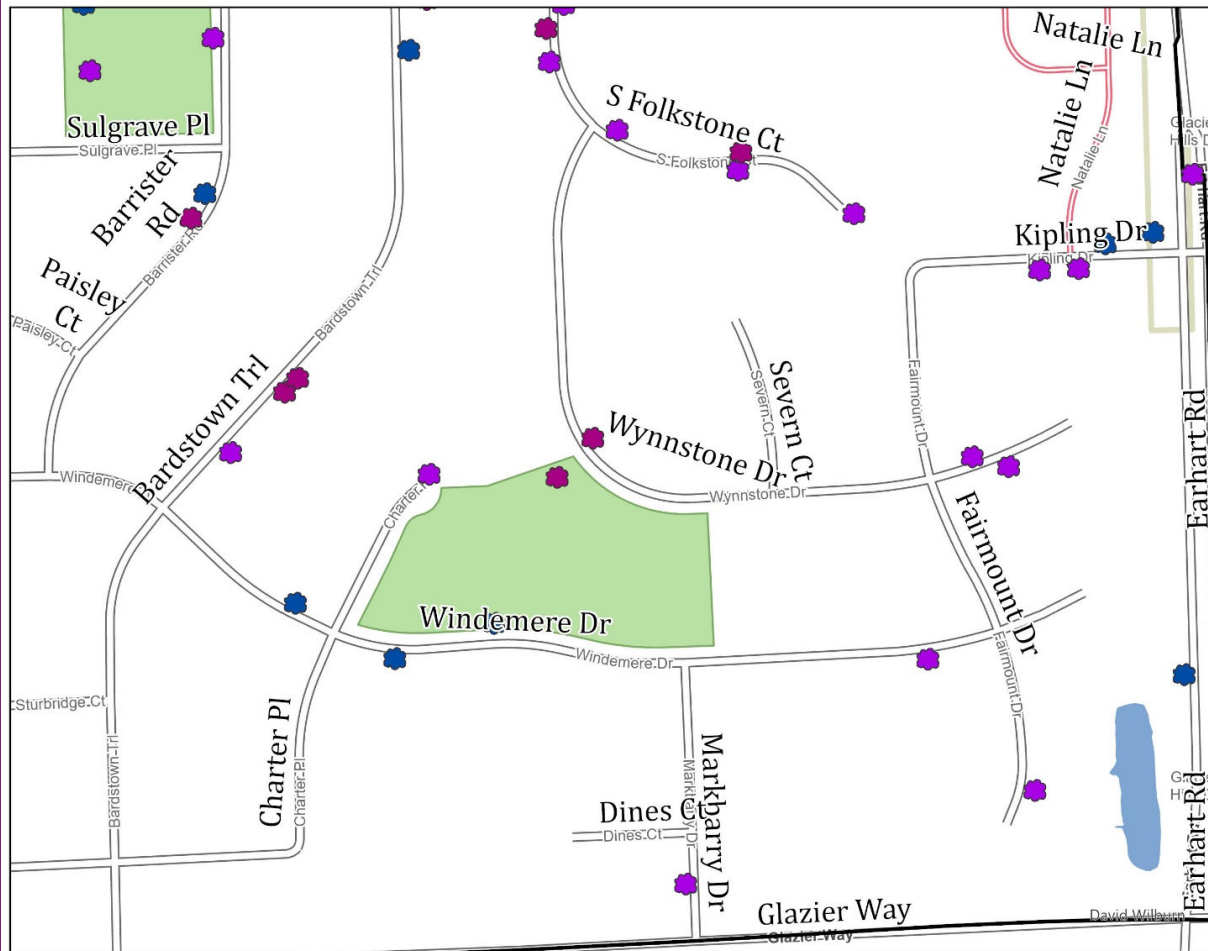 Natalie Ln
Natalie Ln
Natalie Ln
S Folkstone Ct
S Folkstone Ct
Sulgrave Pl
Sulgrave Pl
Barrister
Rd
Barrister Rd
Kipling Dr
Kipling Dr
Paisley
Ct
Paisley Ct
Bardstown Trl
Bardstown Trl
Severn Ct
Severn Ct
Fairmount Dr
Earhart Rd
Wynnstone Dr
Wynnstone Dr
Windemere
Charter
Fairmount Dr
Fairmount Dr
Windemere Dr
Windemere Dr
Sturbridge Ct
Bardstown Trl
Charter Pl
Charter Pl
Markbarry Dr
Markbarry Dr
Dines Ct
Dines Ct
Earhart Rd
Glazier Way
Glazier Way
David Wilburn